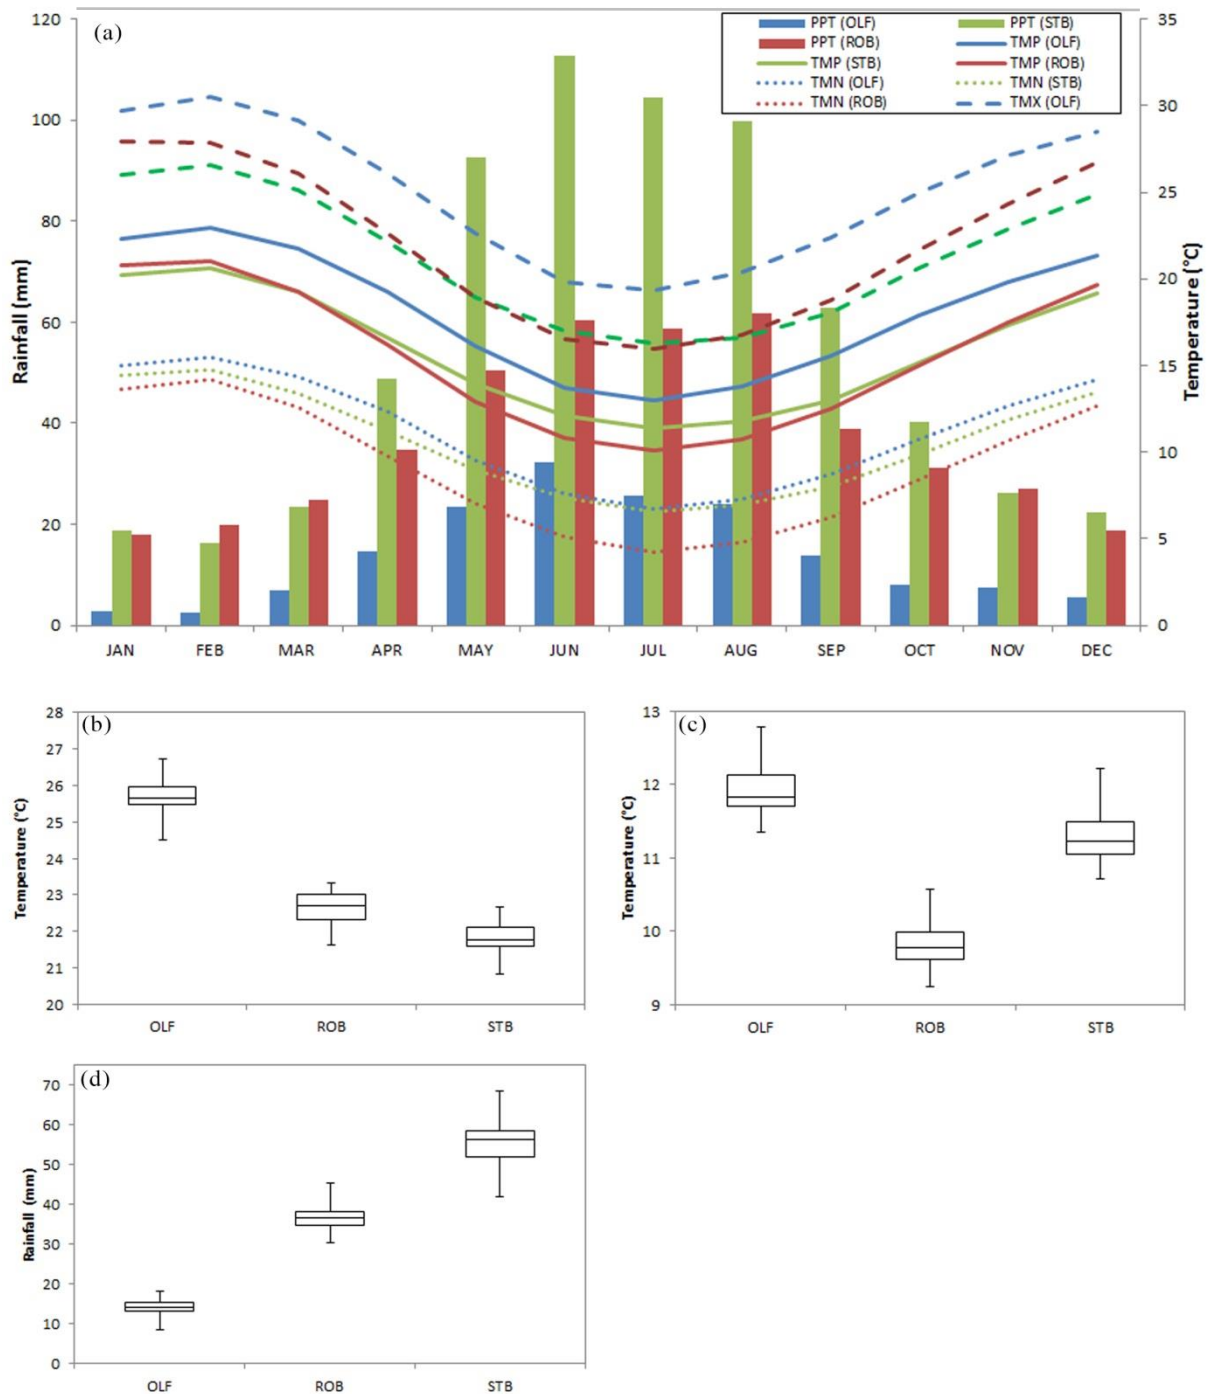 (a)
PPT (OLF) PPT (STB)
PPT (ROB) TMP (OLF)
TMP (STB) TMP (ROB)
TMN (OLF) TMN (STB)
TMN (ROB) TMX (OLF)
120
100
80
60
40
20
0
Rainfall (mm)
35
30
25
20
15
10
5
0
Temperature (°C)
JAN FEB MAR APR MAY JUN JUL AUG SEP OCT NOV DEC
(b)
28
27
26
25
24
23
22
21
20
Temperature (°C)
OLF ROB STB
(c)
13
12
11
10
9
Temperature (°C)
OLF ROB STB
(d)
70
60
50
40
30
20
10
0
Rainfall (mm)
OLF ROB STB